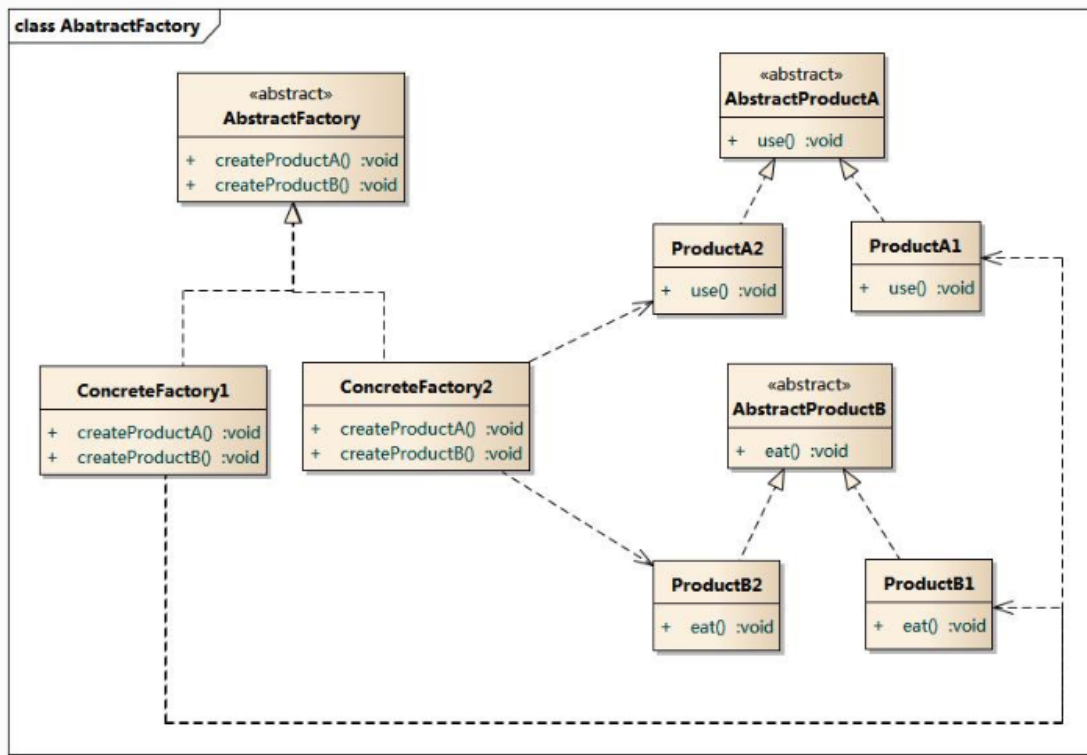 class AbatractFactory
«abstract»
AbstractFactory
+ createProductA() :void
+ createProductB() :void
«abstract»
AbstractProductA
+ use() :void
ProductA2
+ use() :void
ProductA1
+ use() :void
ConcreteFactory1
+ createProductA() :void
+ createProductB() :void
ConcreteFactory2
+ createProductA() :void
+ createProductB() :void
«abstract»
AbstractProductB
+ eat() :void
ProductB2
+ eat() :void
ProductB1
+ eat() :void